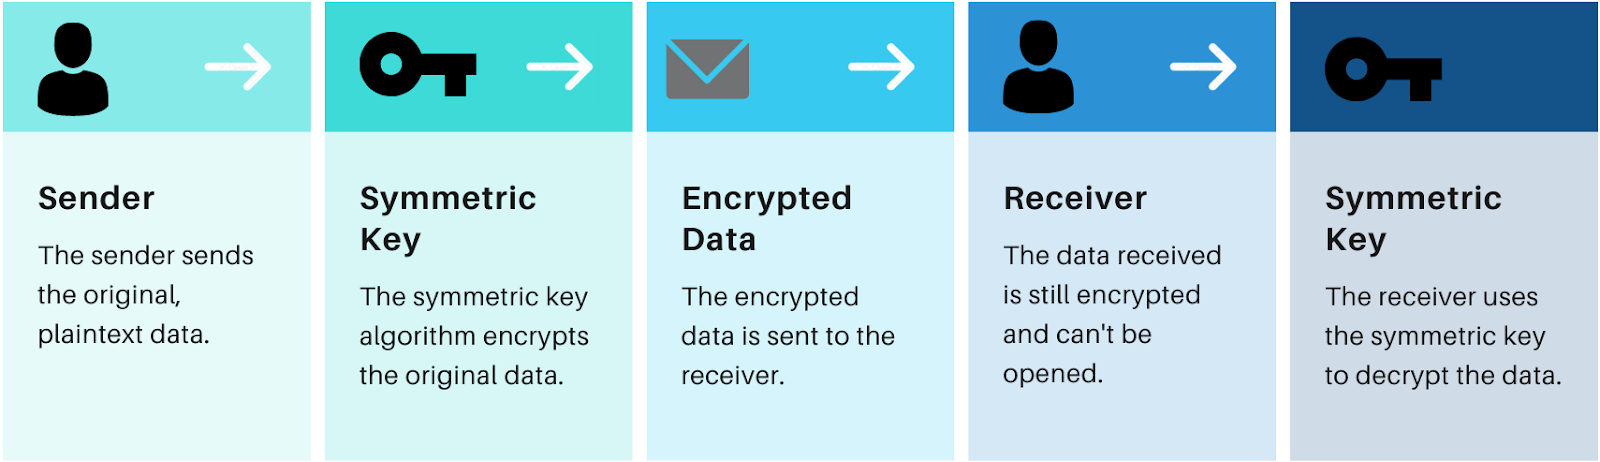 Sender
The sender sends
the original,
plaintext data.
Symmetric
Key
The symmetric key
algorithm encrypts
the original data.
Encrypted
Data
The encrypted
data is sent to the
receiver.
Receiver
The data received
is still encrypted
and can't be
opened.
Symmetric
Key
The receiver uses
the symmetric key
to decrypt the data.